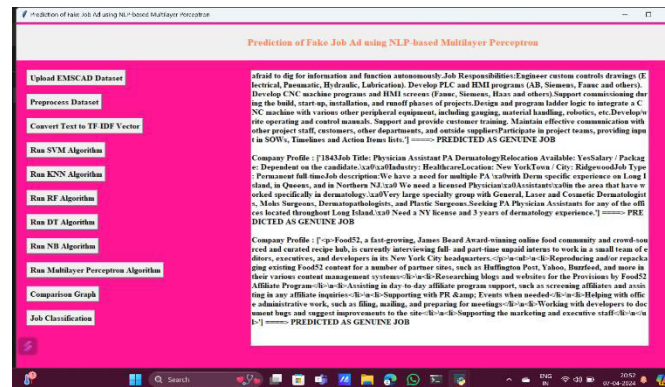 Prediction of Fake Job Ad using NLP-based Multilayer Perceptron
Prediction of Fake Job Ad using NLP-based Multilayer Perceptron
Upload EMSCAD Dataset
Preprocess Dataset
Convert Text to TF-IDF Vector
Run SVM Algorithm
Run KNN Algorithm
Run RF Algorithm
Run DT Algorithm
Run NB Algorithm
Run Multilayer Perceptron Algorithm
Comparison Graph
Job Classification
afraid to dig for information and function autonomously.Job Responsibilities:Engineer custom controls drawings (E
lectrical, Pneumatic, Hydraulic, Lubrication). Develop PLC and HMI programs (AB, Siemens, Fanuc and others).
Develop CNC machine programs and HMI screens (Fanuc, Siemens, Haas and others).Support commissioning du
ring the build, start-up, installation, and runoff phases of projects.Design and program ladder logic to integrate a C
NC machine with various other peripheral equipment, including gauging, material handling, robotics, etc.Develop/w
rite operating and control manuals. Support and provide customer training. Maintain effective communication with
other project staff, customers, other departments, and outside suppliersParticipate in project teams, providing inpu
t in SOWs, Timelines and Action Items lists.'] ====> PREDICTED AS GENUINE JOB
Company Profile : ['1843Job Title: Physician Assistant PA DermatologyRelocation Available: YesSalary / Packag
e: Dependent on the candidate.\xa0\xa0Industry: HealthcareLocation: New YorkTown / City: RidgewoodJob Type
: Permanent full-timeJob description:We have a need for multiple PA \xa0with Derm specific experience on Long I
sland, in Queens, and in Northern NJ.\xa0 We need a licensed Physician\xa0Assistants\xa0in the area that have w
orked specifically in dermatology.\xa0Very large specialty group with General, Laser and Cosmetic Dermatologist
s, Mohs Surgeons, Dermatopathologists, and Plastic Surgeons.Seeking PA Physician Assistants for any of the offi
ces located throughout Long Island.\xa0 Need a NY license and 3 years of dermatology experience.'] ====> PRE
DICTED AS GENUINE JOB
Company Profile : ['<p>Food52, a fast-growing, James Beard Award-winning online food community and crowd-sou
rced and curated recipe hub, is currently interviewing full- and part-time unpaid interns to work in a small team of e
ditors, executives, and developers in its New York City headquarters.</p>\n<ul>\n<li>Reproducing and/or repacka
ging existing Food52 content for a number of partner sites, such as Huffington Post, Yahoo, Buzzfeed, and more in
their various content management systems</li>\n<li>Researching blogs and websites for the Provisions by Food52
Affiliate Program</li>\n<li>Assisting in day-to-day affiliate program support, such as screening affiliates and assis
ting in any affiliate inquiries</li>\n<li>Supporting with PR &amp; Events when needed</li>\n<li>Helping with offic
e administrative work, such as filing, mailing, and preparing for meetings</li>\n<li>Working with developers to doc
ument bugs and suggest improvements to the site</li>\n<li>Supporting the marketing and executive staff</li>\n</u
l>'] ====> PREDICTED AS GENUINE JOB
Search
ENG
IN
20:52
07-04-2024